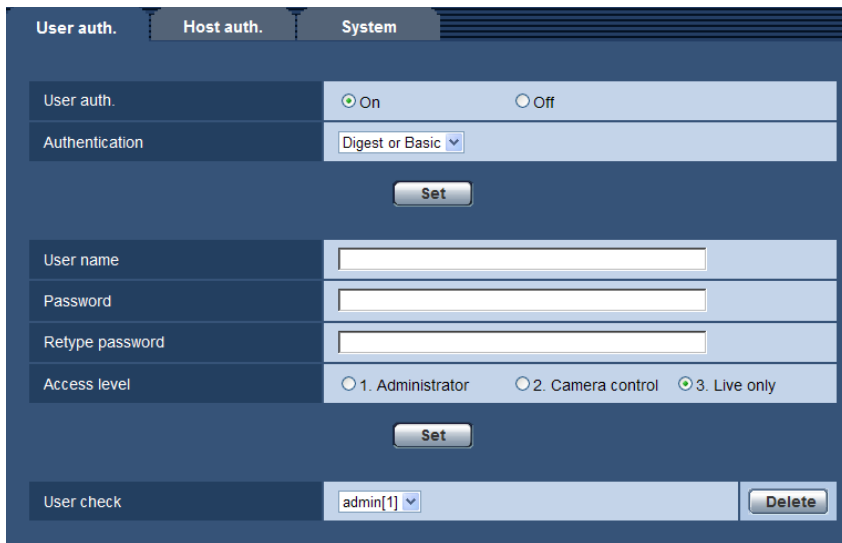 User auth. Host auth. System
User auth. On Off
Authentication Digest or Basic
Set
User name
Password
Retype password
Access level 1. Administrator 2. Camera control 3. Live only
Set
User check admin[1] Delete